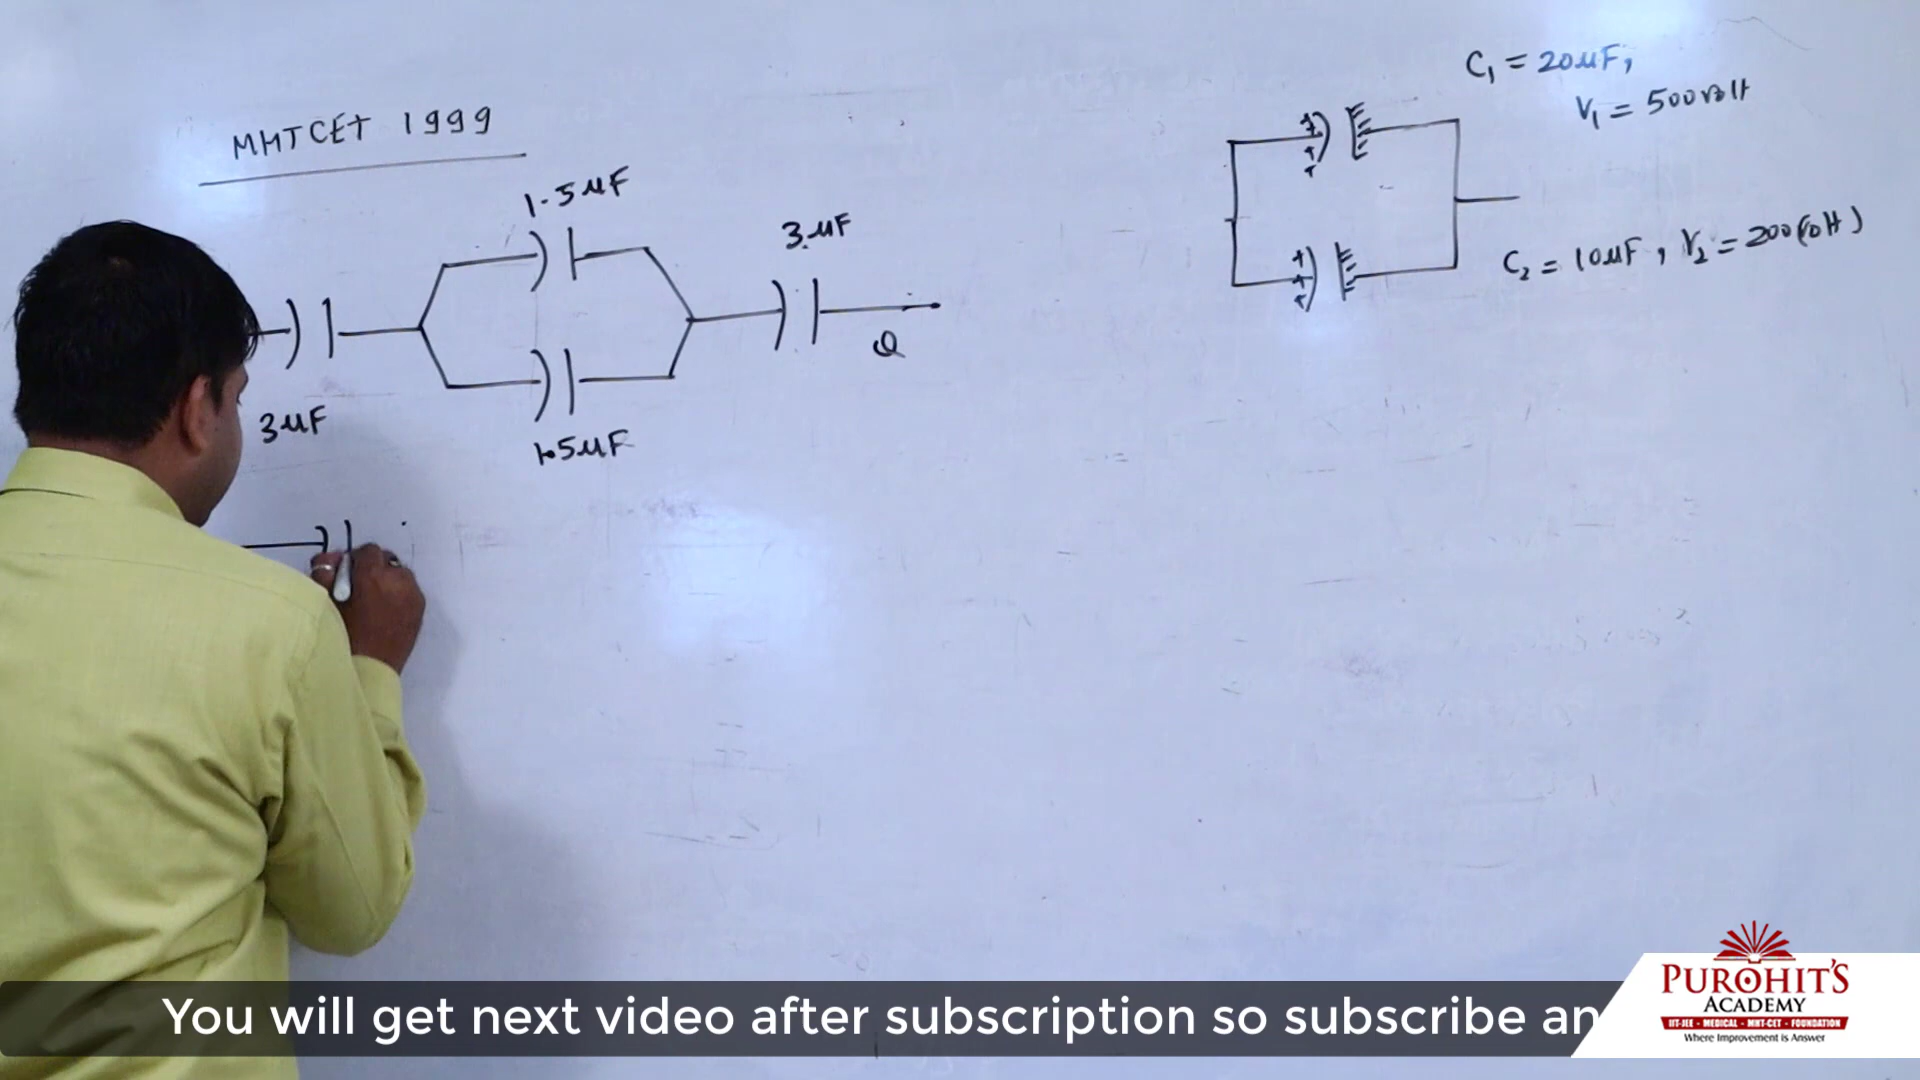 MHTCET 1999
1.5μF
3μF
Q
3μF
1.5μF
C₁ = 20μF,
V₁ = 500 volt
C₂ = 10μF, V₂ = 200(volt)
You will get next video after subscription so subscribe an
PUROHIT'S
ACADEMY
IIT-JEE • MEDICAL • MHT-CET • FOUNDATION
Where Improvement is Answer